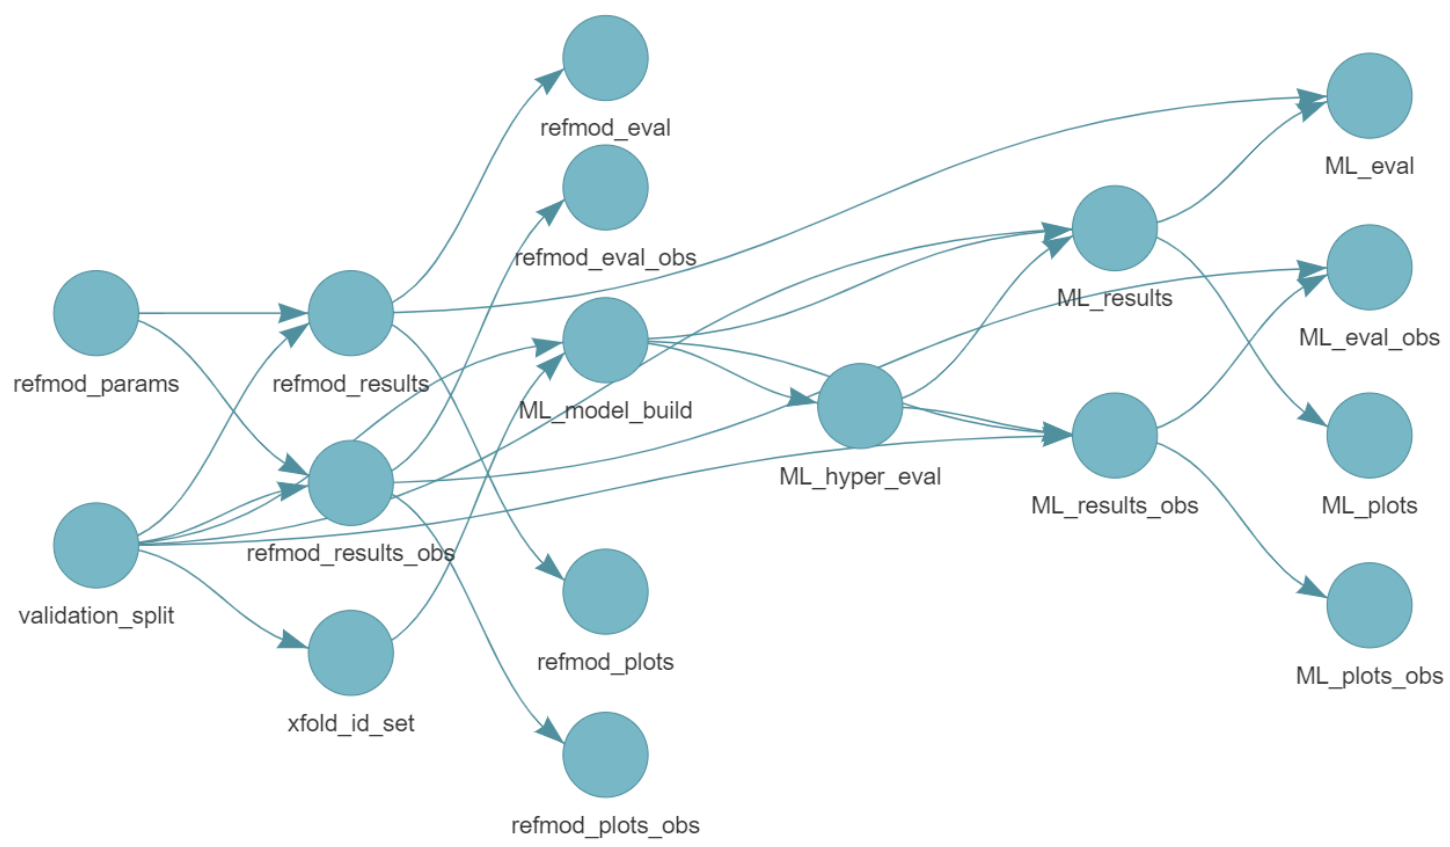 refmod_eval
ML_eval
refmod_eval_obs
ML_results
ML_eval_obs
refmod_params
refmod_results
ML_model_build
ML_hyper_eval
ML_results_obs
ML_plots
refmod_results_obs
validation_split
refmod_plots
ML_plots_obs
xfold_id_set
refmod_plots_obs